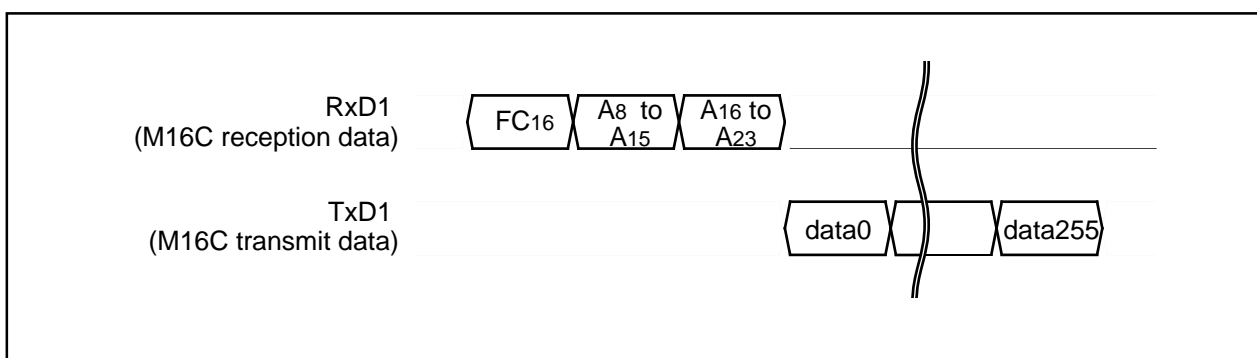 RxD1
(M16C reception data)
FC16
A8 to
A15
A16 to
A23
TxD1
(M16C transmit data)
data0
data255